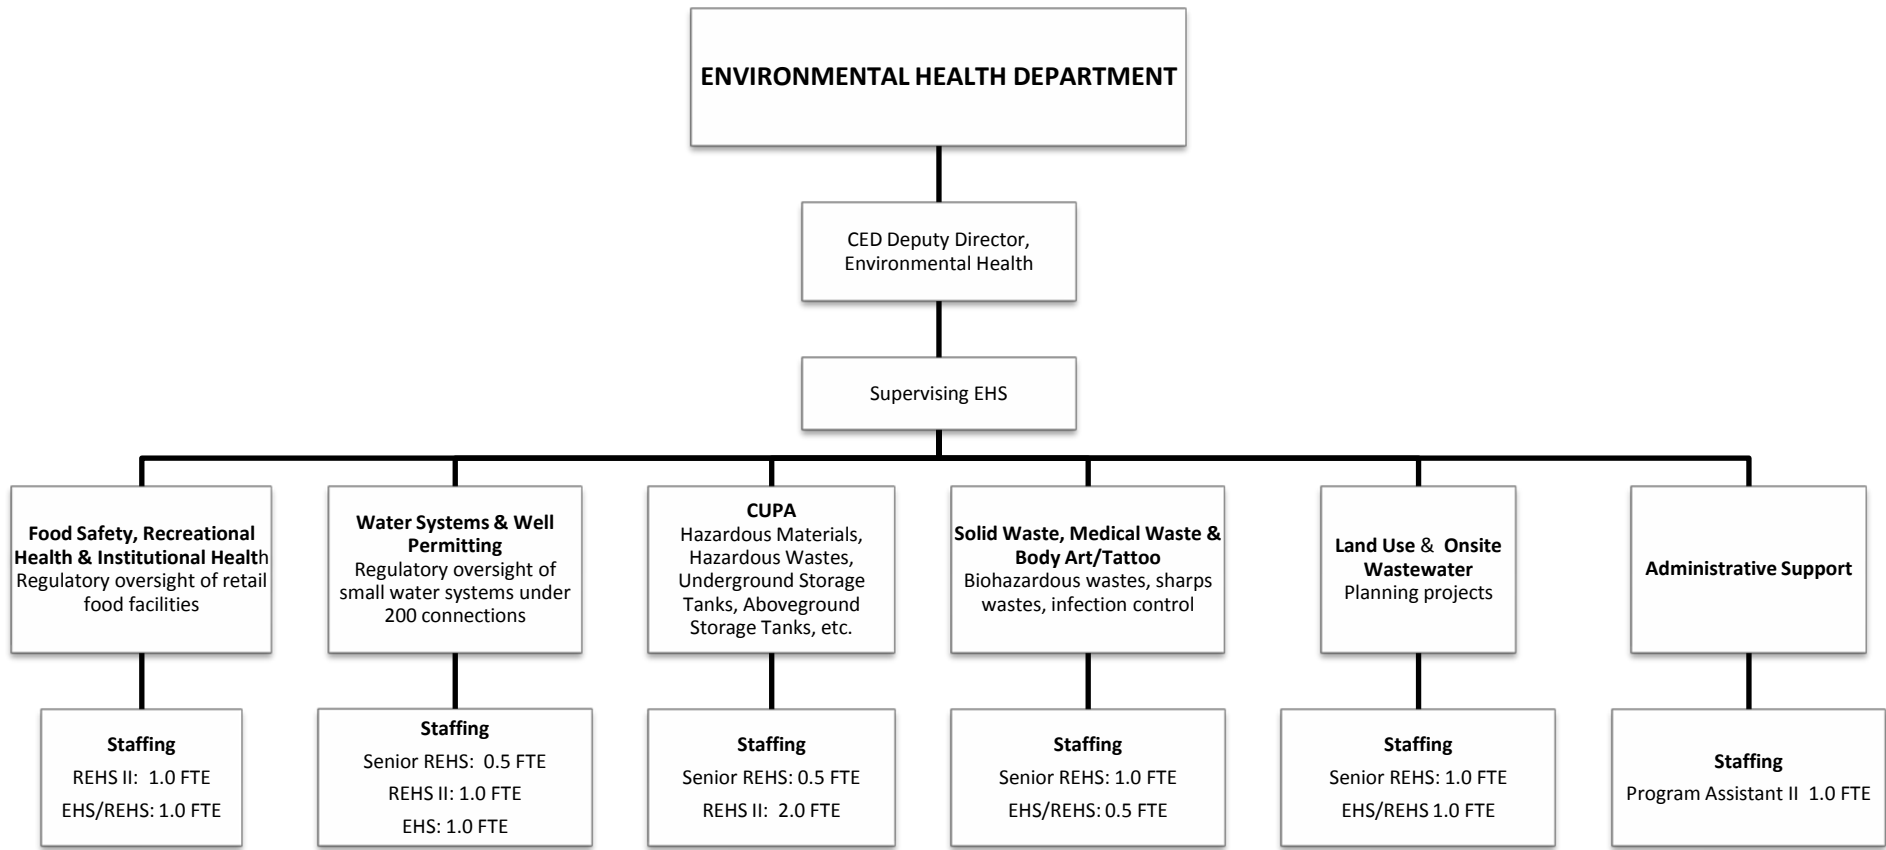 ENVIRONMENTAL HEALTH DEPARTMENT
CED Deputy Director,
Environmental Health
Supervising EHS
Food Safety, Recreational
Health & Institutional Health
Regulatory oversight of retail
food facilities
Water Systems & Well
Permitting
Regulatory oversight of
small water systems under
200 connections
CUPA
Hazardous Materials,
Hazardous Wastes,
Underground Storage
Tanks, Aboveground
Storage Tanks, etc.
Solid Waste, Medical Waste &
Body Art/Tattoo
Biohazardous wastes, sharps
wastes, infection control
Land Use & Onsite
Wastewater
Planning projects
Administrative Support
Staffing
REHS II: 1.0 FTE
EHS/REHS: 1.0 FTE
Staffing
Senior REHS: 0.5 FTE
REHS II: 1.0 FTE
EHS: 1.0 FTE
Staffing
Senior REHS: 0.5 FTE
REHS II: 2.0 FTE
Staffing
Senior REHS: 1.0 FTE
EHS/REHS: 0.5 FTE
Staffing
Senior REHS: 1.0 FTE
EHS/REHS 1.0 FTE
Staffing
Program Assistant II 1.0 FTE